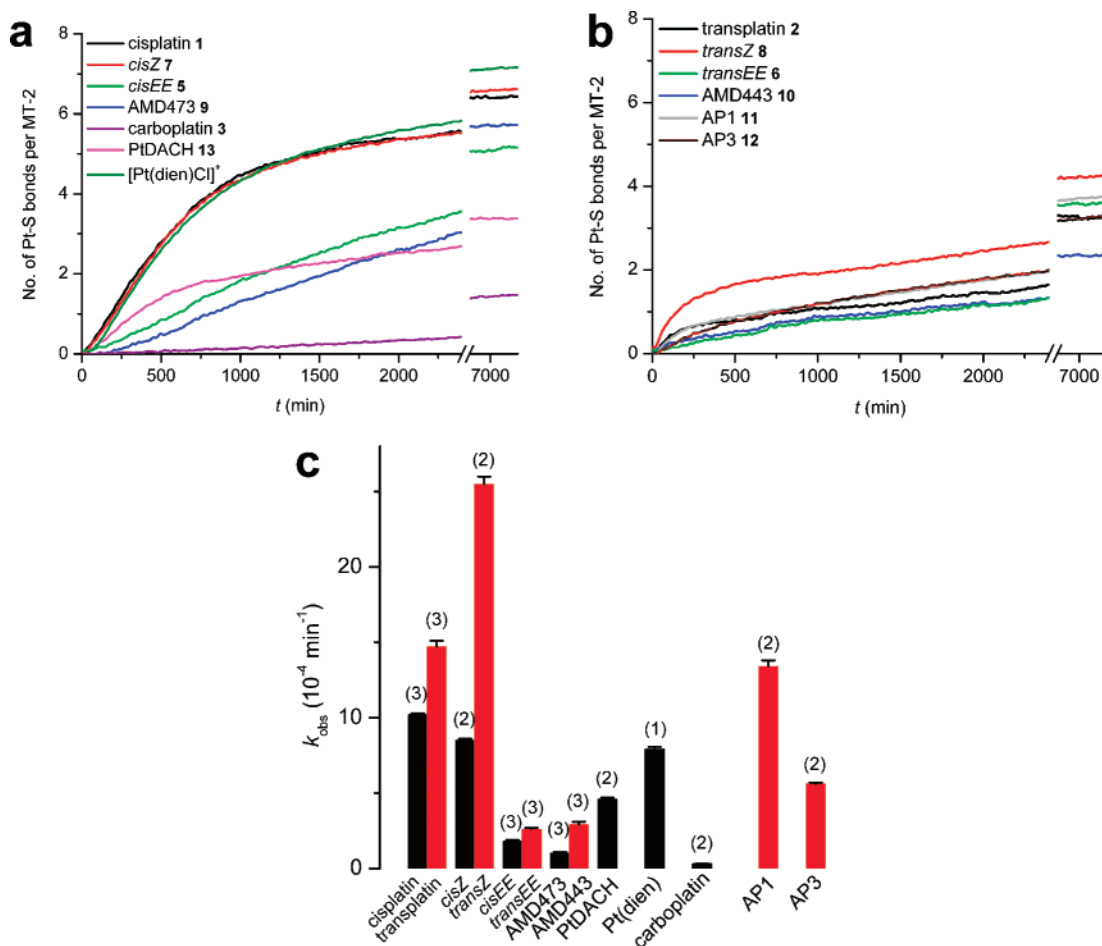 a
cisplatin 1
cisZ 7
cisEE 5
AMD473 9
carboplatin 3
PtDACH 13
[Pt(dien)Cl]⁺
No. of Pt-S bonds per MT-2
8
6
4
2
0
0 500 1000 1500 2000 7000
t (min)
b
transplatin 2
transZ 8
transEE 6
AMD443 10
AP1 11
AP3 12
No. of Pt-S bonds per MT-2
8
6
4
2
0
0 500 1000 1500 2000 7000
t (min)
c
kobs (10⁻⁴ min⁻¹)
20
10
0
(3)
(3)
(2)
(2)
(3)
(3)
(3)
(3)
(2)
(1)
(2)
(2)
(2)
cisplatin
transplatin
cisZ
transZ
cisEE
transEE
AMD473
AMD443
PtDACH
Pt(dien)
carboplatin
AP1
AP3